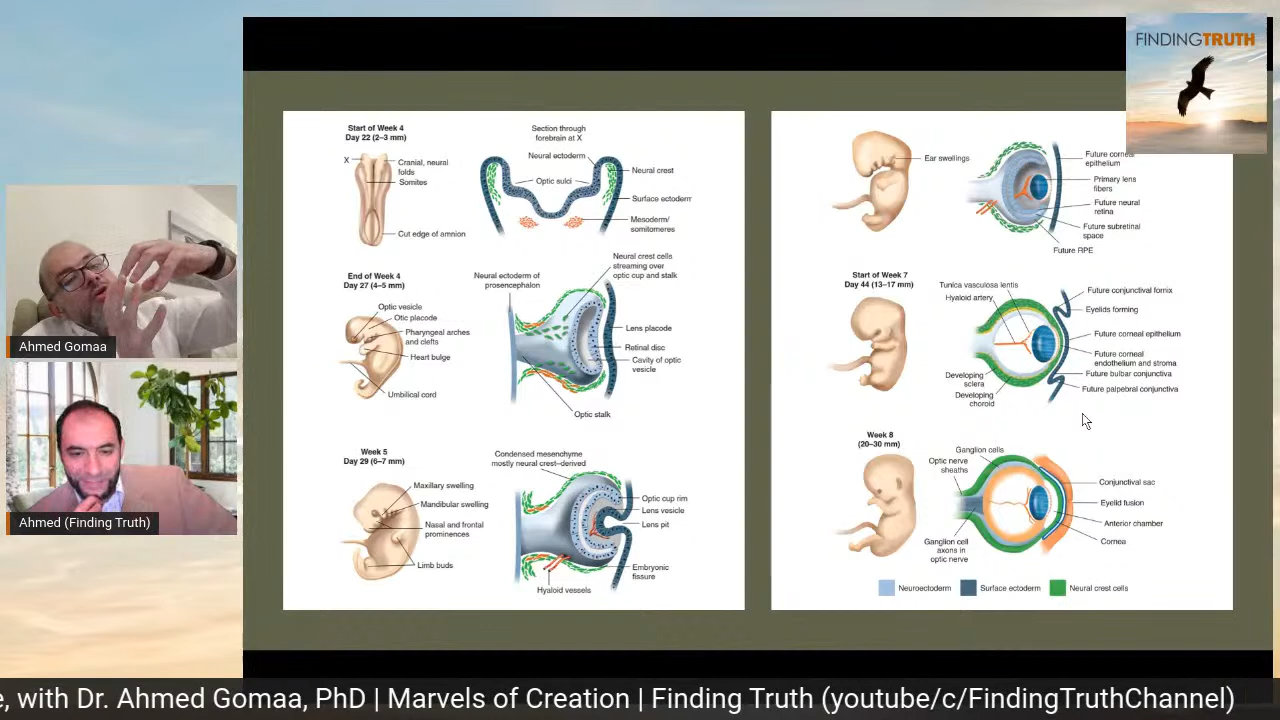 FINDINGTRUTH
Ahmed Gomaa
Ahmed (Finding Truth)
Start of Week 4
Day 22 (2–3 mm)
X
Cranial, neural
folds
Somites
Cut edge of amnion
Section through
forebrain at X
Neural ectoderm
Optic sulci
Neural crest
Surface ectoderm
Mesoderm/
somitomeres
End of Week 4
Day 27 (4–5 mm)
Optic vesicle
Otic placode
Pharyngeal arches
and clefts
Heart bulge
Umbilical cord
Neural ectoderm of
prosencephalon
Neural crest cells
streaming over
optic cup and stalk
Lens placode
Retinal disc
Cavity of optic
vesicle
Optic stalk
Week 5
Day 29 (6–7 mm)
Maxillary swelling
Mandibular swelling
Nasal and frontal
prominences
Limb buds
Condensed mesenchyme
mostly neural crest–derived
Optic cup rim
Lens vesicle
Lens pit
Embryonic
fissure
Hyaloid vessels
Ear swellings
Future corneal
epithelium
Primary lens
fibers
Future neural
retina
Future subretinal
space
Future RPE
Start of Week 7
Day 44 (13–17 mm)
Tunica vasculosa lentis
Hyaloid artery
Future conjunctival fornix
Eyelids forming
Future corneal epithelium
Future corneal
endothelium and stroma
Future bulbar conjunctiva
Future palpebral conjunctiva
Developing
sclera
Developing
choroid
Week 8
(20–30 mm)
Ganglion cells
Optic nerve
sheaths
Conjunctival sac
Eyelid fusion
Anterior chamber
Cornea
Ganglion cell
axons in
optic nerve
Neuroectoderm
Surface ectoderm
Neural crest cells
e, with Dr. Ahmed Gomaa, PhD | Marvels of Creation | Finding Truth (youtube/c/FindingTruthChannel)